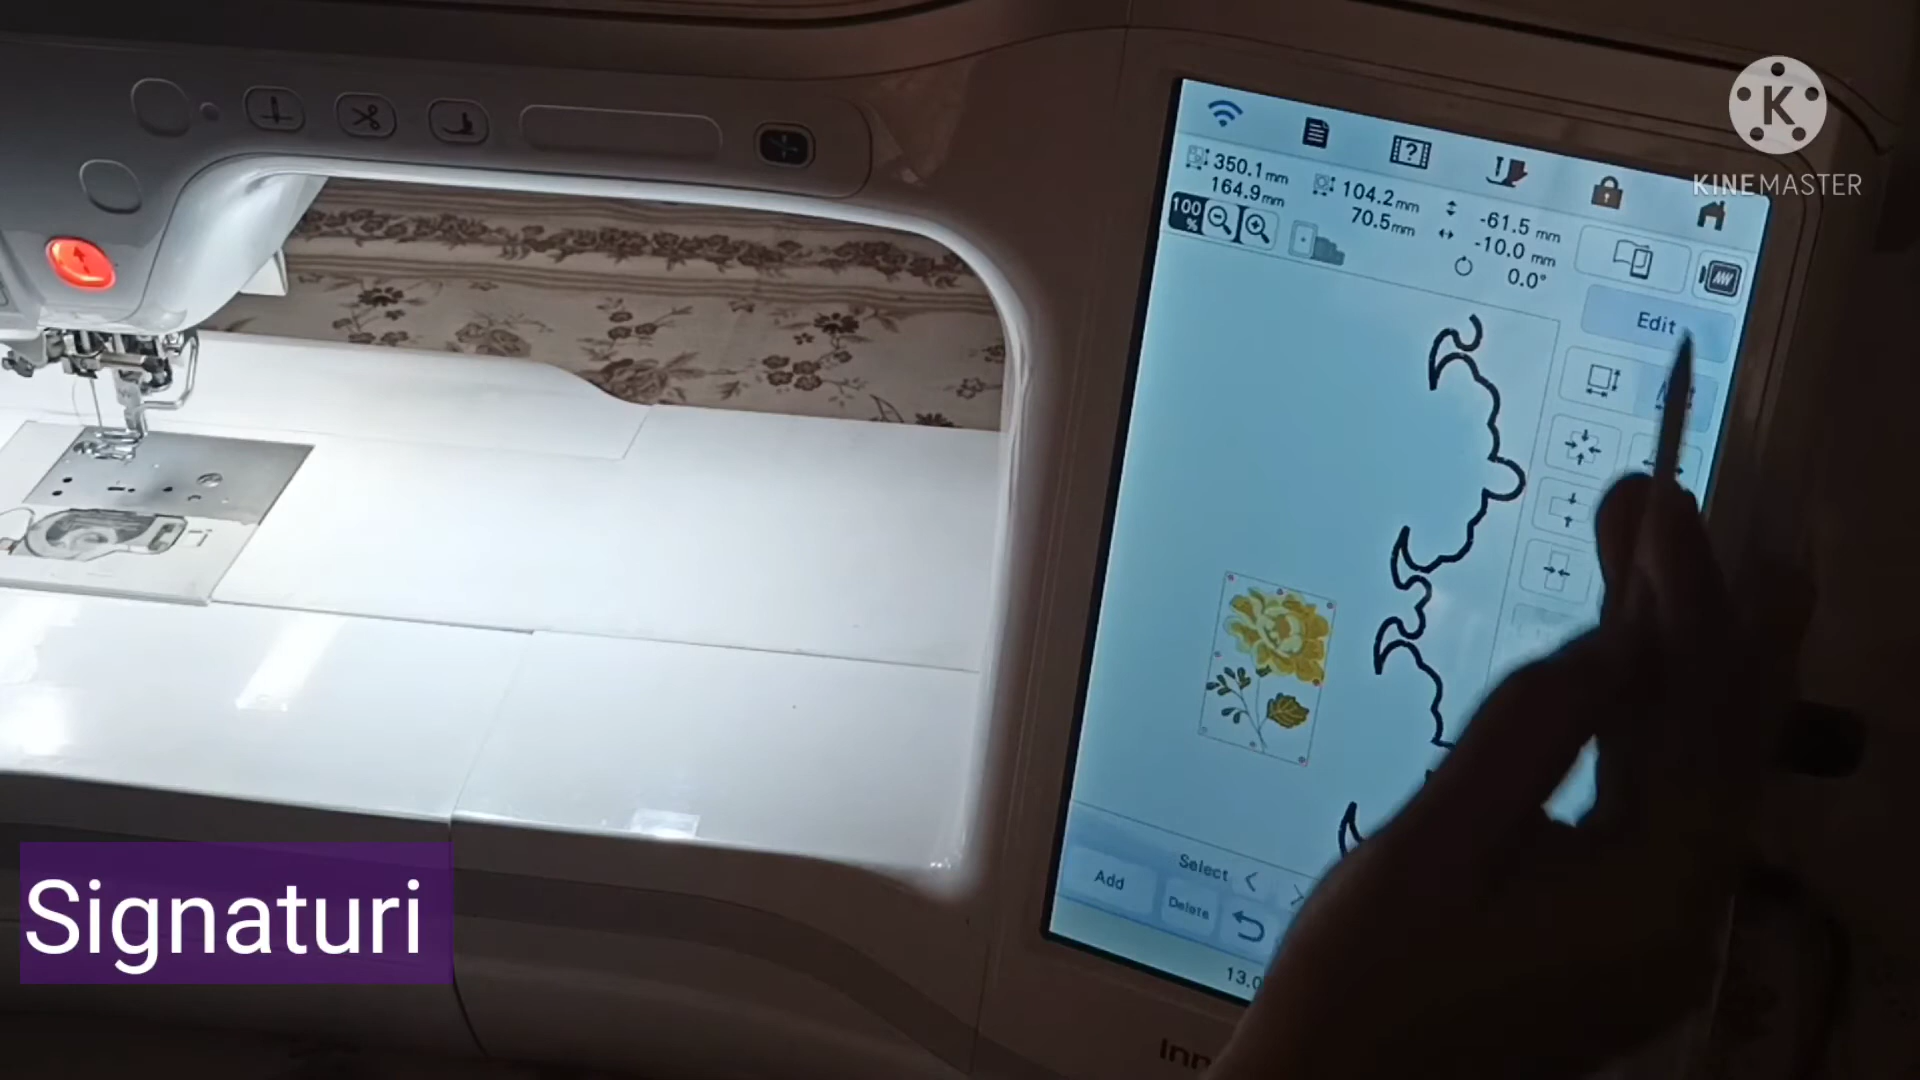 K
KINEMASTER
350.1 mm
164.9 mm
104.2 mm
70.5 mm
-61.5 mm
-10.0 mm
0.0°
100 %
?
Edit
Select
Add
Delete
Signaturi